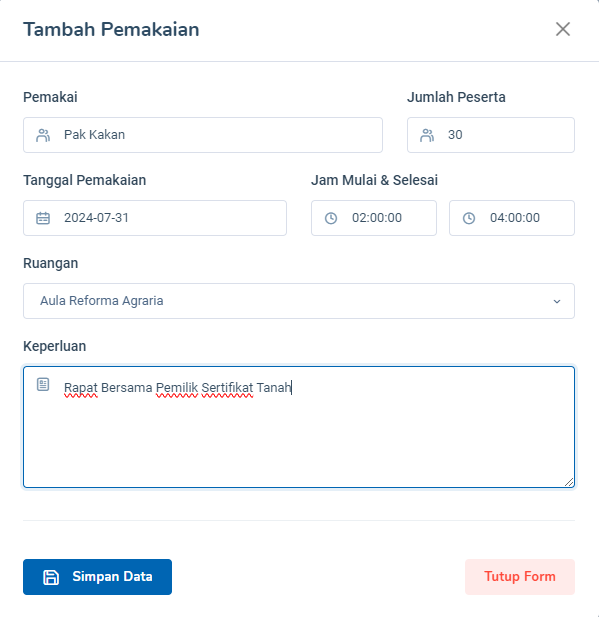 Tambah Pemakaian
Pemakai
Jumlah Peserta
Pak Kakan
30
Tanggal Pemakaian
Jam Mulai & Selesai
2024-07-31
02:00:00
04:00:00
Ruangan
Aula Reforma Agraria
Keperluan
Rapat Bersama Pemilik Sertifikat Tanah
Simpan Data
Tutup Form